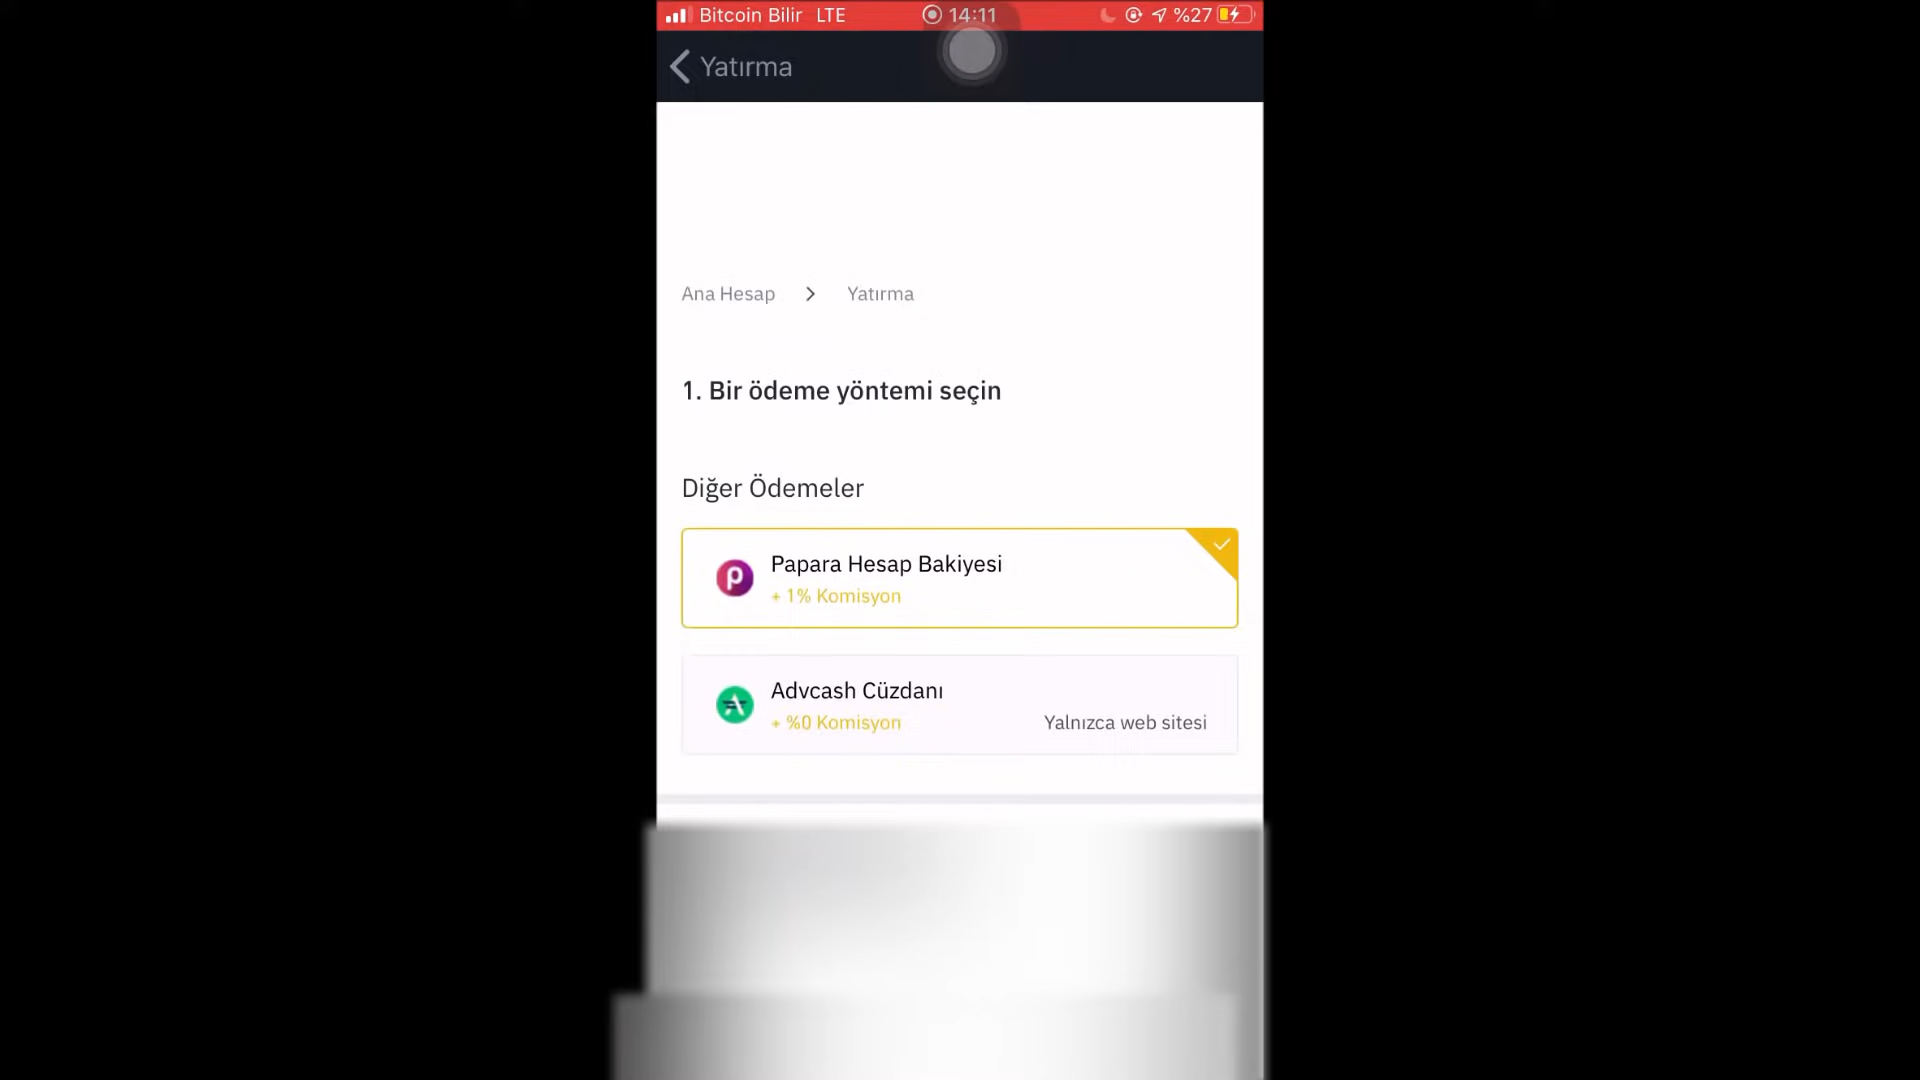 Bitcoin Bilir LTE 14:11 %27
Yatırma
Ana Hesap > Yatırma
1. Bir ödeme yöntemi seçin
Diğer Ödemeler
Papara Hesap Bakiyesi
+ 1% Komisyon
Advcash Cüzdanı
+ %0 Komisyon Yalnızca web sitesi